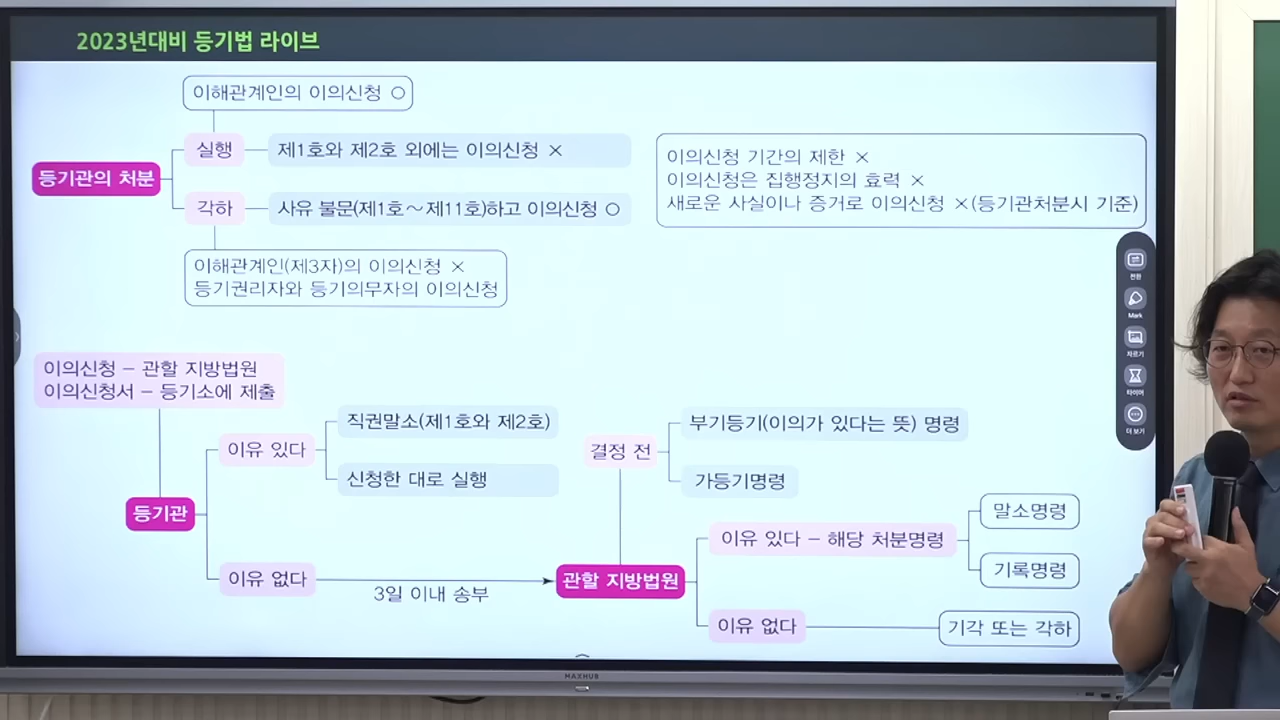 2023년대비 등기법 라이브
이해관계인의 이의신청 ○
실행
제1호와 제2호 외에는 이의신청 ×
등기관의 처분
각하
사유 불문(제1호~제11호)하고 이의신청 ○
이해관계인(제3자)의 이의신청 ×
등기권리자와 등기의무자의 이의신청
이의신청 기간의 제한 ×
이의신청은 집행정지의 효력 ×
새로운 사실이나 증거로 이의신청 ×(등기관처분시 기준)
전환
Mark
자르기
타이머
더 보기
이의신청 – 관할 지방법원
이의신청서 – 등기소에 제출
등기관
이유 있다
직권말소(제1호와 제2호)
신청한 대로 실행
이유 없다
3일 이내 송부
결정 전
부기등기(이의가 있다는 뜻) 명령
가등기명령
관할 지방법원
이유 있다 – 해당 처분명령
말소명령
기록명령
이유 없다
기각 또는 각하
MAXHUB